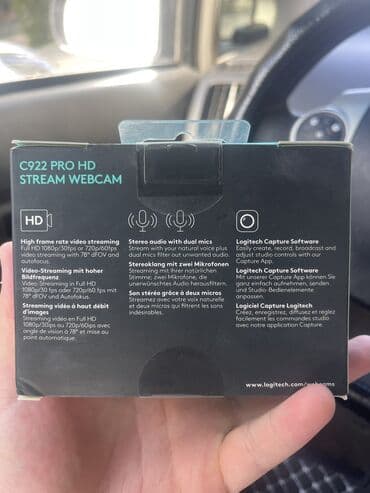 C922 PRO HD
STREAM WEBCAM
HD
High frame rate video streaming
Full HD 1080p/30fps or 720p/60fps
video streaming with 78° dFOV and
autofocus.
Video-Streaming mit hoher
Bildfrequenz
Video-Streaming in Full HD
1080p/30 fps oder 720p/60 fps mit
78° dFOV und Autofokus.
Streaming vidéo à haut débit
d'images
Streaming vidéo en Full HD
1080p/30ips ou 720p/60ips avec
angle de vision à 78° et mise au
point automatique.
Stereo audio with dual mics
Stream with your natural voice plus
dual mics filter out unwanted audio.
Stereoklang mit zwei Mikrofonen
Streaming mit Ihrer natürlichen
Stimme; zwei Mikrofone, die
unerwünschtes Audio herausfiltern.
Son stéréo grâce à deux micros
Streamez avec votre voix naturelle
et deux micros qui filtrent les sons
indésirables.
Logitech Capture Software
Easily create, record, broadcast and
adjust studio controls with our
Capture App.
Logitech Capture Software
Mit unserer Capture App können Sie
ganz einfach aufnehmen, senden
und Studio-Bedienelemente
anpassen.
Logiciel Capture Logitech
Créez, enregistrez, diffusez et réglez
facilement les commandes studio
avec notre application Capture.
www.logitech.com/webcams